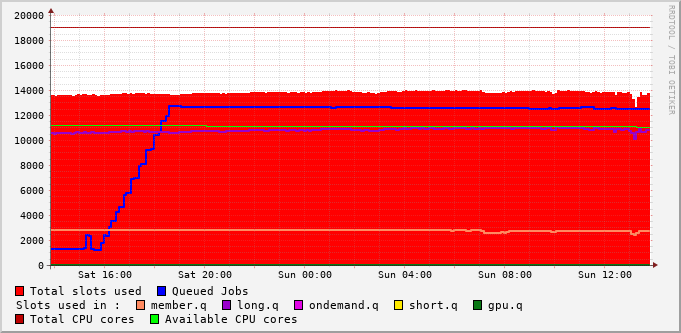 20000
18000
16000
14000
12000
10000
8000
6000
4000
2000
0
Sat 16:00 Sat 20:00 Sun 00:00 Sun 04:00 Sun 08:00 Sun 12:00
Total slots used Queued Jobs
Slots used in : member.q long.q ondemand.q short.q gpu.q
Total CPU cores Available CPU cores
RRDTOOL / TOBI OETIKER